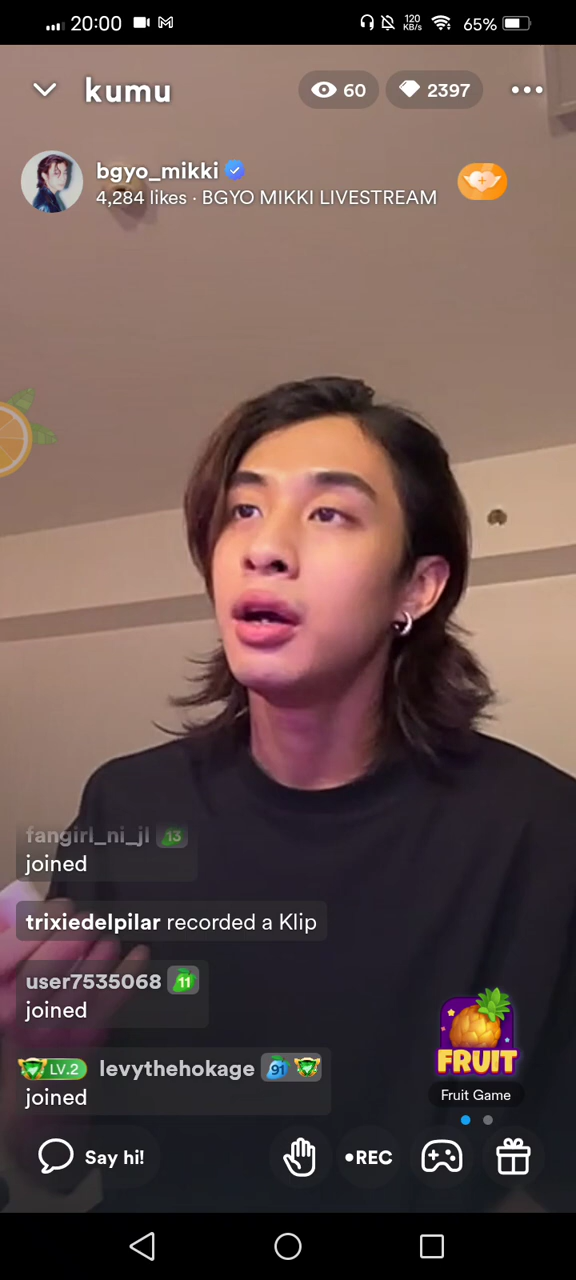 20:00
120
KB/s
65%
kumu
60
2397
bgyo_mikki
4,284 likes · BGYO MIKKI LIVESTREAM
fangirl_ni_jl 13
joined
trixiedelpilar recorded a Klip
user7535068 11
joined
LV.2 levythehokage 91
joined
FRUIT
Fruit Game
Say hi!
•REC